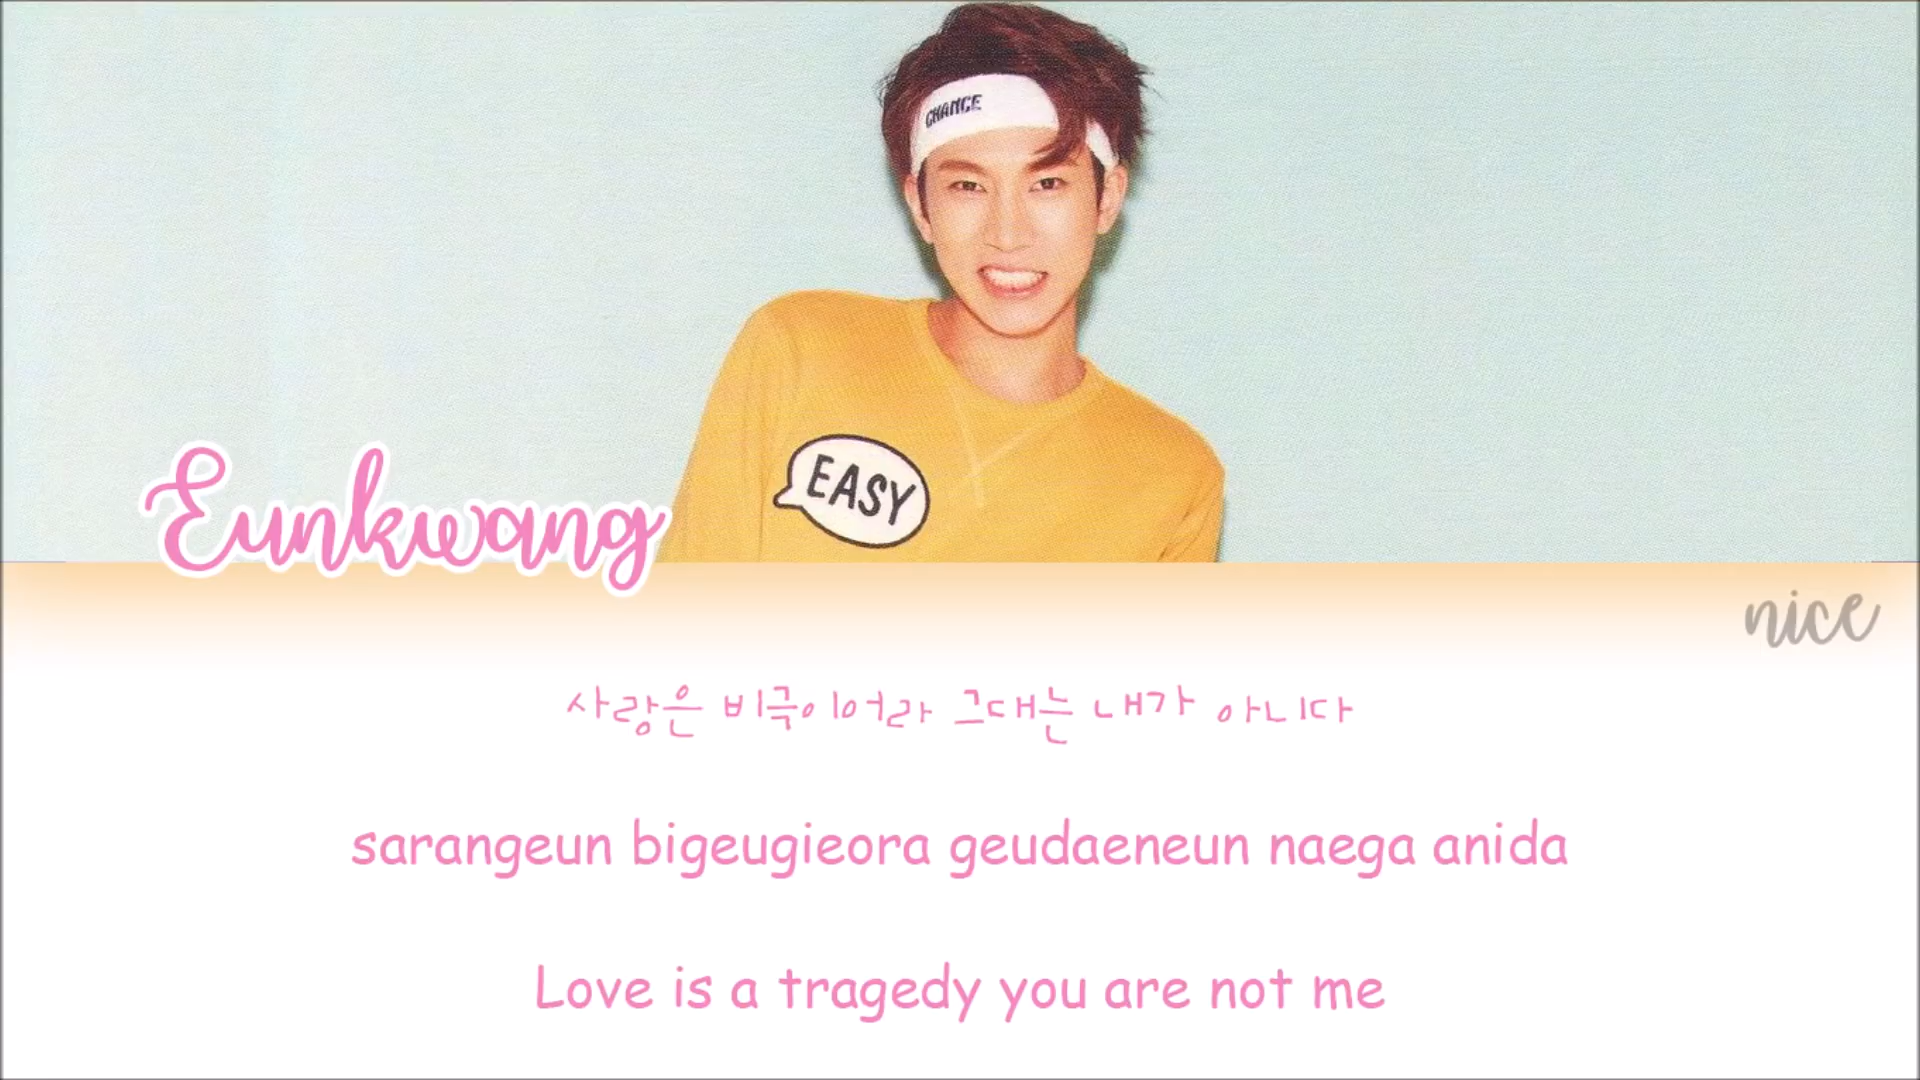 CHANGE
EASY
Eunkwang
nice
사랑은 비극이어라 그대는 내가 아니다
sarangeun bigeugieora geudaeneun naega anida
Love is a tragedy you are not me